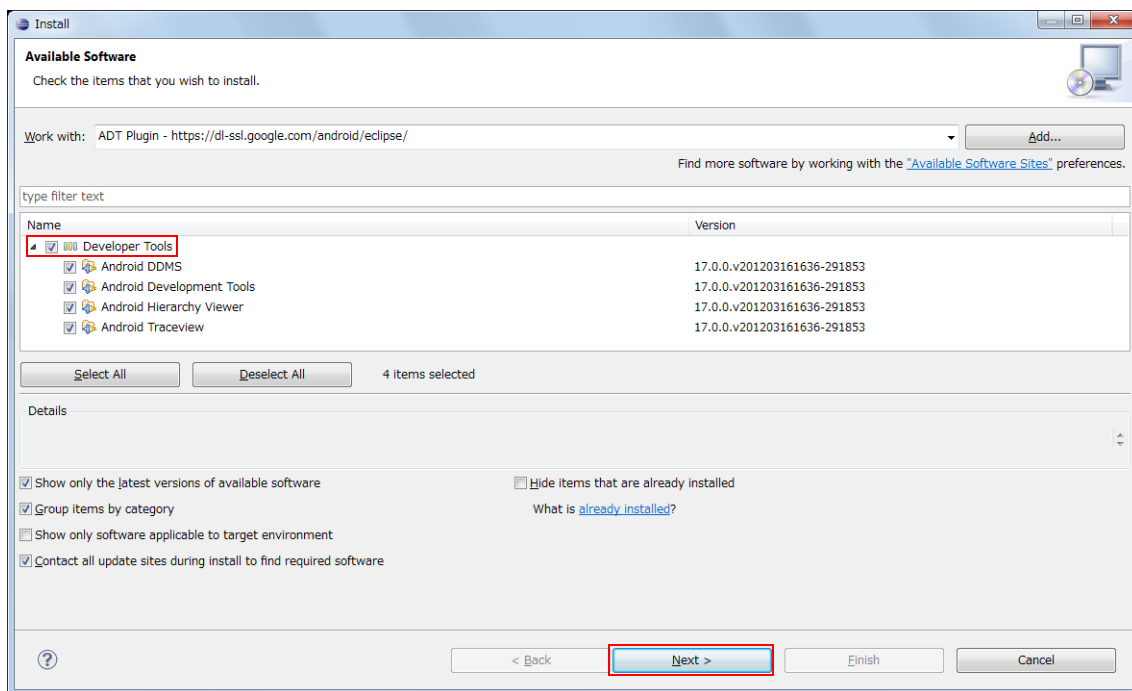 Install
Available Software
Check the items that you wish to install.
Work with: ADT Plugin - https://dl-ssl.google.com/android/eclipse/ Add...
Find more software by working with the "Available Software Sites" preferences.
type filter text
Name Version
Developer Tools
Android DDMS 17.0.0.v201203161636-291853
Android Development Tools 17.0.0.v201203161636-291853
Android Hierarchy Viewer 17.0.0.v201203161636-291853
Android Traceview 17.0.0.v201203161636-291853
Select All Deselect All 4 items selected
Details
Show only the latest versions of available software Hide items that are already installed
Group items by category What is already installed?
Show only software applicable to target environment
Contact all update sites during install to find required software
? < Back Next > Finish Cancel